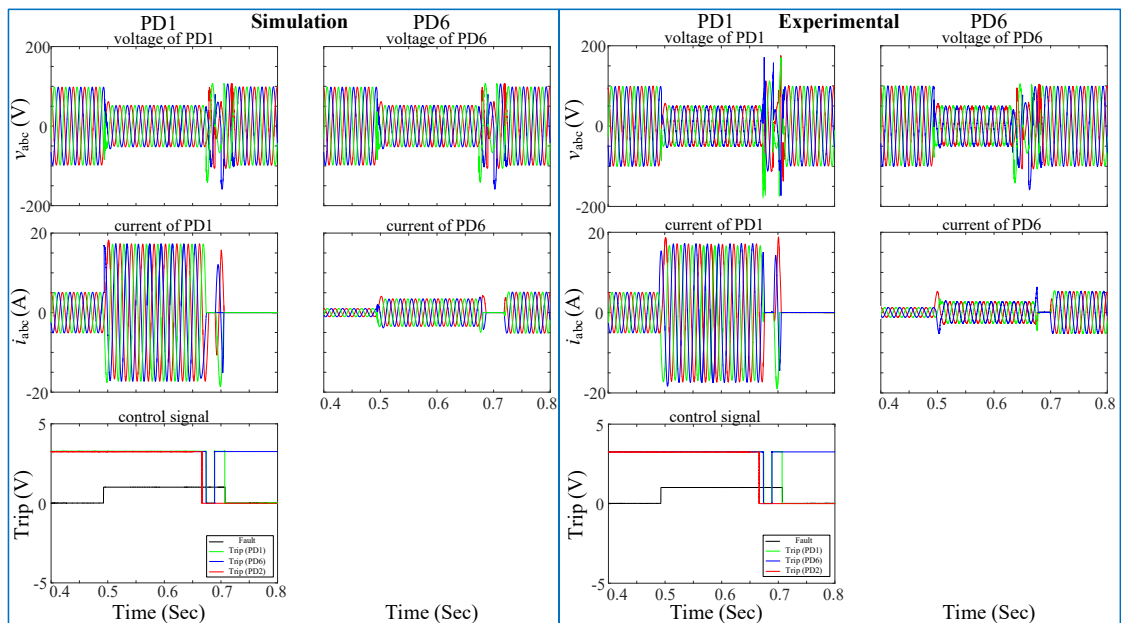 PD1 Simulation PD6
voltage of PD1 voltage of PD6
200
0
-200
v_abc (V)
current of PD1 current of PD6
20
0
-20
i_abc (A)
0.4 0.5 0.6 0.7 0.8
control signal
5
0
-5
Trip (V)
Fault
Trip (PD1)
Trip (PD6)
Trip (PD2)
0.4 0.5 0.6 0.7 0.8
Time (Sec) Time (Sec)
PD1 Experimental PD6
voltage of PD1 voltage of PD6
200
0
-200
v_abc (V)
current of PD1 current of PD6
20
0
-20
i_abc (A)
0.4 0.5 0.6 0.7 0.8
control signal
5
0
-5
Trip (V)
Fault
Trip (PD1)
Trip (PD6)
Trip (PD2)
0.4 0.5 0.6 0.7 0.8
Time (Sec) Time (Sec)